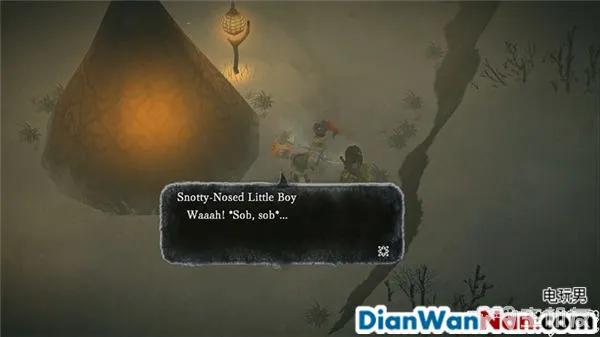 Snotty-Nosed Little Boy
Waaah! *Sob, sob*...
电玩男
DianWanNan.com